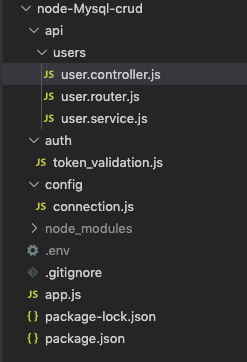 node-Mysql-crud
api
users
JS user.controller.js
JS user.router.js
JS user.service.js
auth
JS token_validation.js
config
JS connection.js
node_modules
.env
.gitignore
JS app.js
{ } package-lock.json
{ } package.json